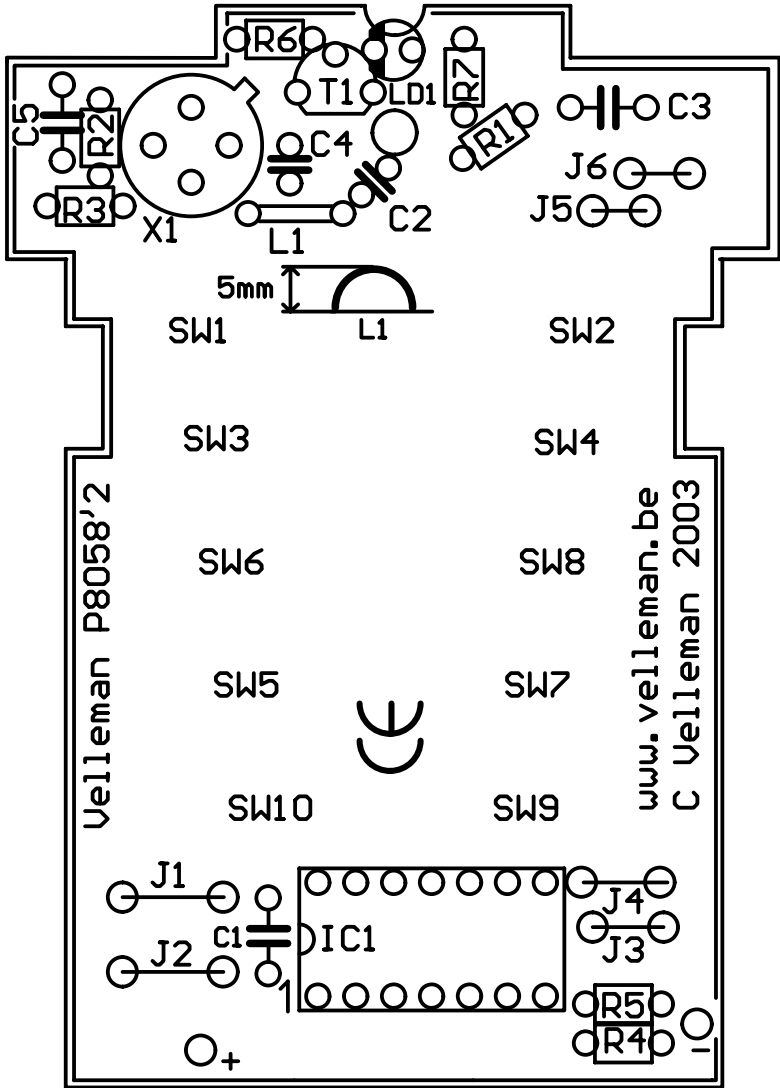 R6
T1
LD1
R7
C5
R2
C4
R1
C3
J6
R3
X1
L1
C2
J5
5mm
L1
SW1
SW2
SW3
SW4
Velleman P8058'2
www.velleman.be
C Velleman 2003
SW6
SW8
SW5
SW7
CE
SW10
SW9
J1
J4
C1
IC1
J3
J2
1
R5
R4
+
-